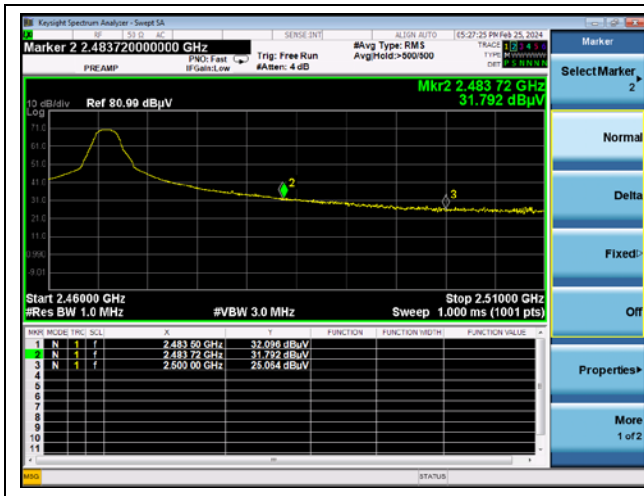 Keysight Spectrum Analyzer - Swept SA
RF 50 Ω AC SENSE:INT ALIGN AUTO 05:27:25 PM Feb 25, 2024
Marker 2 2.483720000000 GHz
PREAMP
PNO: Fast
IFGain:Low
Trig: Free Run
#Atten: 4 dB
#Avg Type: RMS
Avg|Hold:>500/500
TRACE 1 2 3 4 5 6
TYPE M W W W W W
DET P S N N N N
Mkr2 2.483 72 GHz
31.792 dBµV
10 dB/div Ref 80.99 dBµV
Log
71.0
61.0
51.0
41.0
31.0
21.0
11.0
0.990
-9.01
2
3
Start 2.46000 GHz Stop 2.51000 GHz
#Res BW 1.0 MHz #VBW 3.0 MHz Sweep 1.000 ms (1001 pts)
MKR MODE TRC SCL X Y FUNCTION FUNCTION WIDTH FUNCTION VALUE
1 N 1 f 2.483 50 GHz 32.096 dBuV
2 N 1 f 2.483 72 GHz 31.792 dBuV
3 N 1 f 2.500 00 GHz 25.064 dBuV
4
5
6
7
8
9
10
11
MSG STATUS
Marker
Select Marker
2
Normal
Delta
Fixed
Off
Properties
More
1 of 2